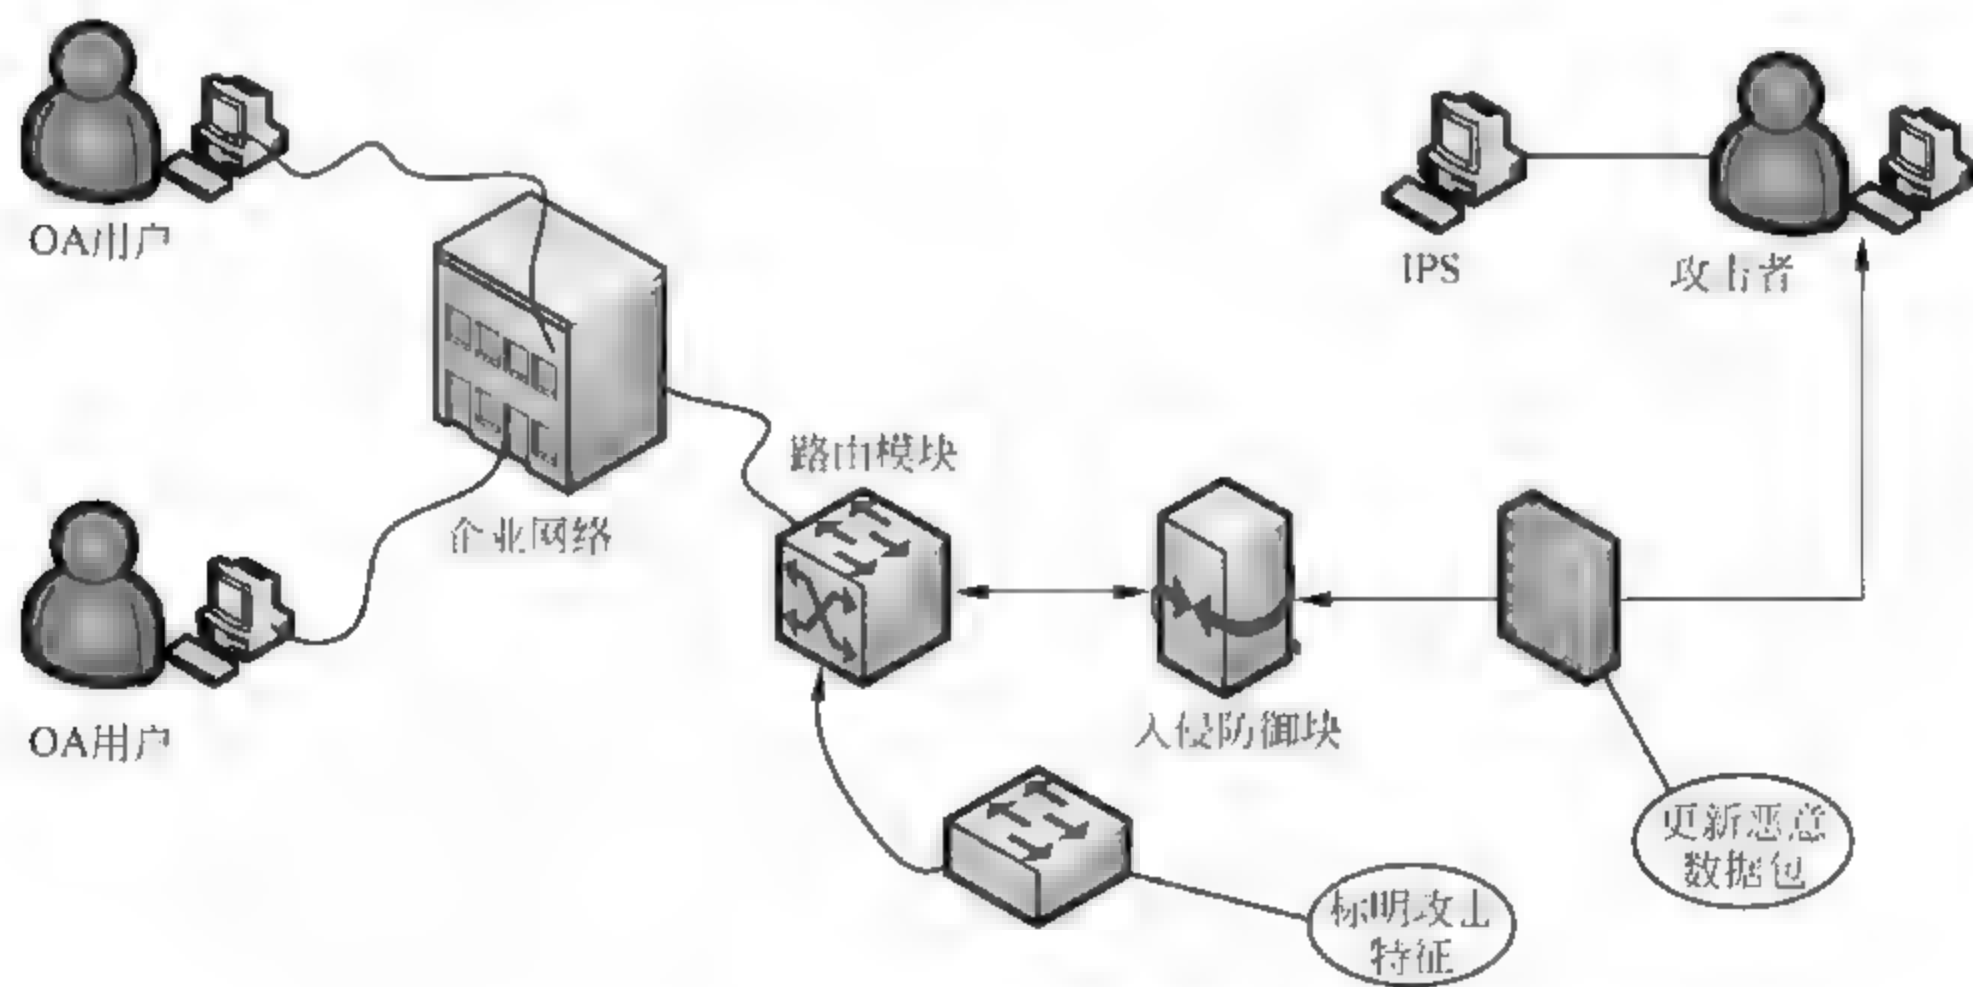 OA用户
IPS
攻击者
路由模块
企业网络
OA用户
入侵防御块
更新恶意
数据包
标明攻击
特征